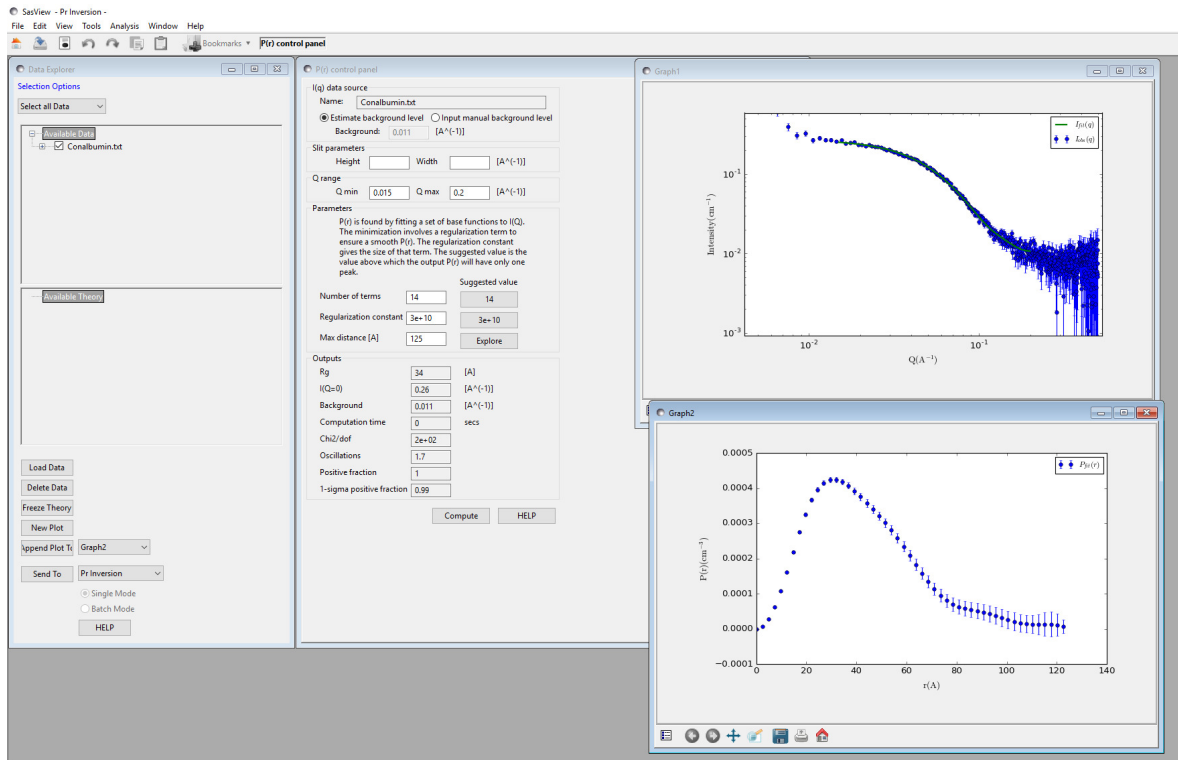 SasView - Pr Inversion -
File Edit View Tools Analysis Window Help
Bookmarks P(r) control panel
Data Explorer
Selection Options
Select all Data
Available Data
Conalbumin.txt
Available Theory
Load Data
Delete Data
Freeze Theory
New Plot
Append Plot To Graph2
Send To Pr Inversion
Single Mode
Batch Mode
HELP
P(r) control panel
I(q) data source
Name: Conalbumin.txt
Estimate background level Input manual background level
Background: 0.011 [A^(-1)]
Slit parameters
Height Width [A^(-1)]
Q range
Q min 0.015 Q max 0.2 [A^(-1)]
Parameters
P(r) is found by fitting a set of base functions to I(Q).
The minimization involves a regularization term to
ensure a smooth P(r). The regularization constant
gives the size of that term. The suggested value is the
value above which the output P(r) will have only one
peak.
Suggested value
Number of terms 14 14
Regularization constant 3e+10 3e+10
Max distance [A] 125 Explore
Outputs
Rg 34 [A]
I(Q=0) 0.26 [A^(-1)]
Background 0.011 [A^(-1)]
Computation time 0 secs
Chi2/dof 2e+02
Oscillations 1.7
Positive fraction 1
1-sigma positive fraction 0.99
Compute HELP
Graph1
I_fit(q)
I_obs(q)
10^-1
10^-2
10^-3
Intensity(cm^-1)
10^-2 10^-1
Q(A^-1)
Graph2
P_fit(r)
0.0005
0.0004
0.0003
0.0002
0.0001
0.0000
−0.0001
P(r)(cm^-3)
0 20 40 60 80 100 120 140
r(A)